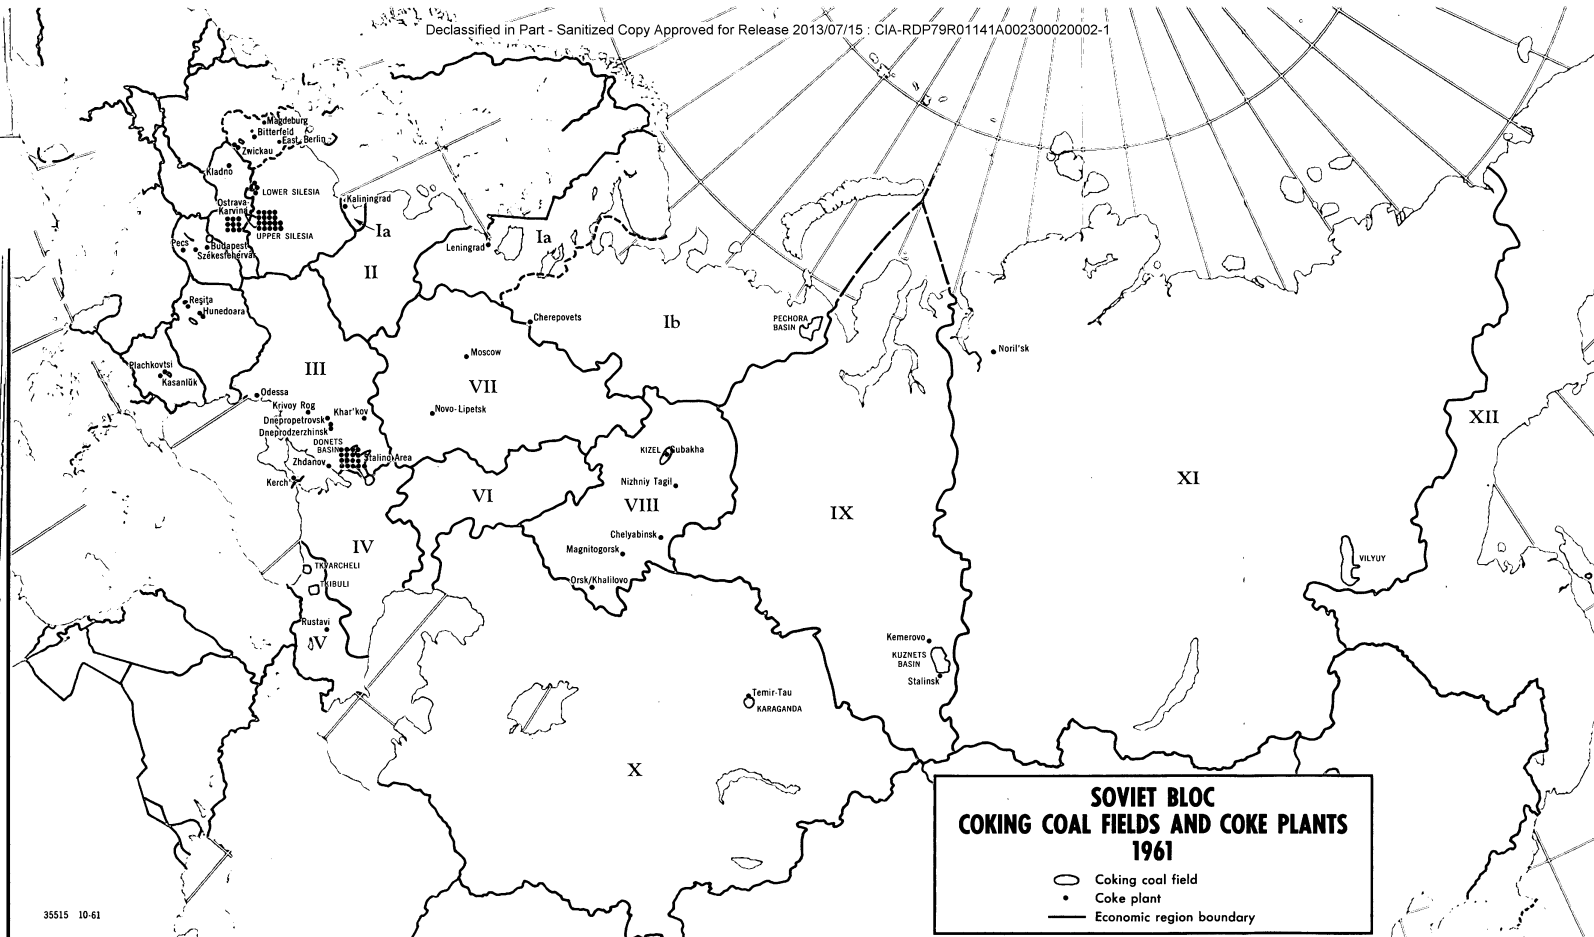 Declassified in Part - Sanitized Copy Approved for Release 2013/07/15 : CIA-RDP79R01141A002300020002-1
Magdeburg
Bitterfeld
East Berlin
Zwickau
Kladno
LOWER SILESIA
Ostrava-
Karviná
UPPER SILESIA
Kaliningrad
Ia
Pecs
Budapest
Székesfehérvár
Leningrad
Ia
II
Reşiţa
Hunedoara
Cherepovets
Ib
PECHORA
BASIN
Noril'sk
Moscow
Plachkovtsi
Kasanlŭk
III
VII
Odessa
Krivoy Rog
Khar'kov
Novo-Lipetsk
Dnepropetrovsk
Dneprodzerzhinsk
DONETS
BASIN
Stalino Area
Zhdanov
Kerch'
XII
KIZEL
Gubakha
Nizhniy Tagil
VI
VIII
IX
XI
Chelyabinsk
Magnitogorsk
IV
VILYUY
TKVARCHELI
TKIBULI
Orsk/Khalilovo
Rustavi
V
Kemerovo
KUZNETS
BASIN
Stalinsk
Temir-Tau
KARAGANDA
X
SOVIET BLOC
COKING COAL FIELDS AND COKE PLANTS
1961
Coking coal field
Coke plant
Economic region boundary
35515 10-61